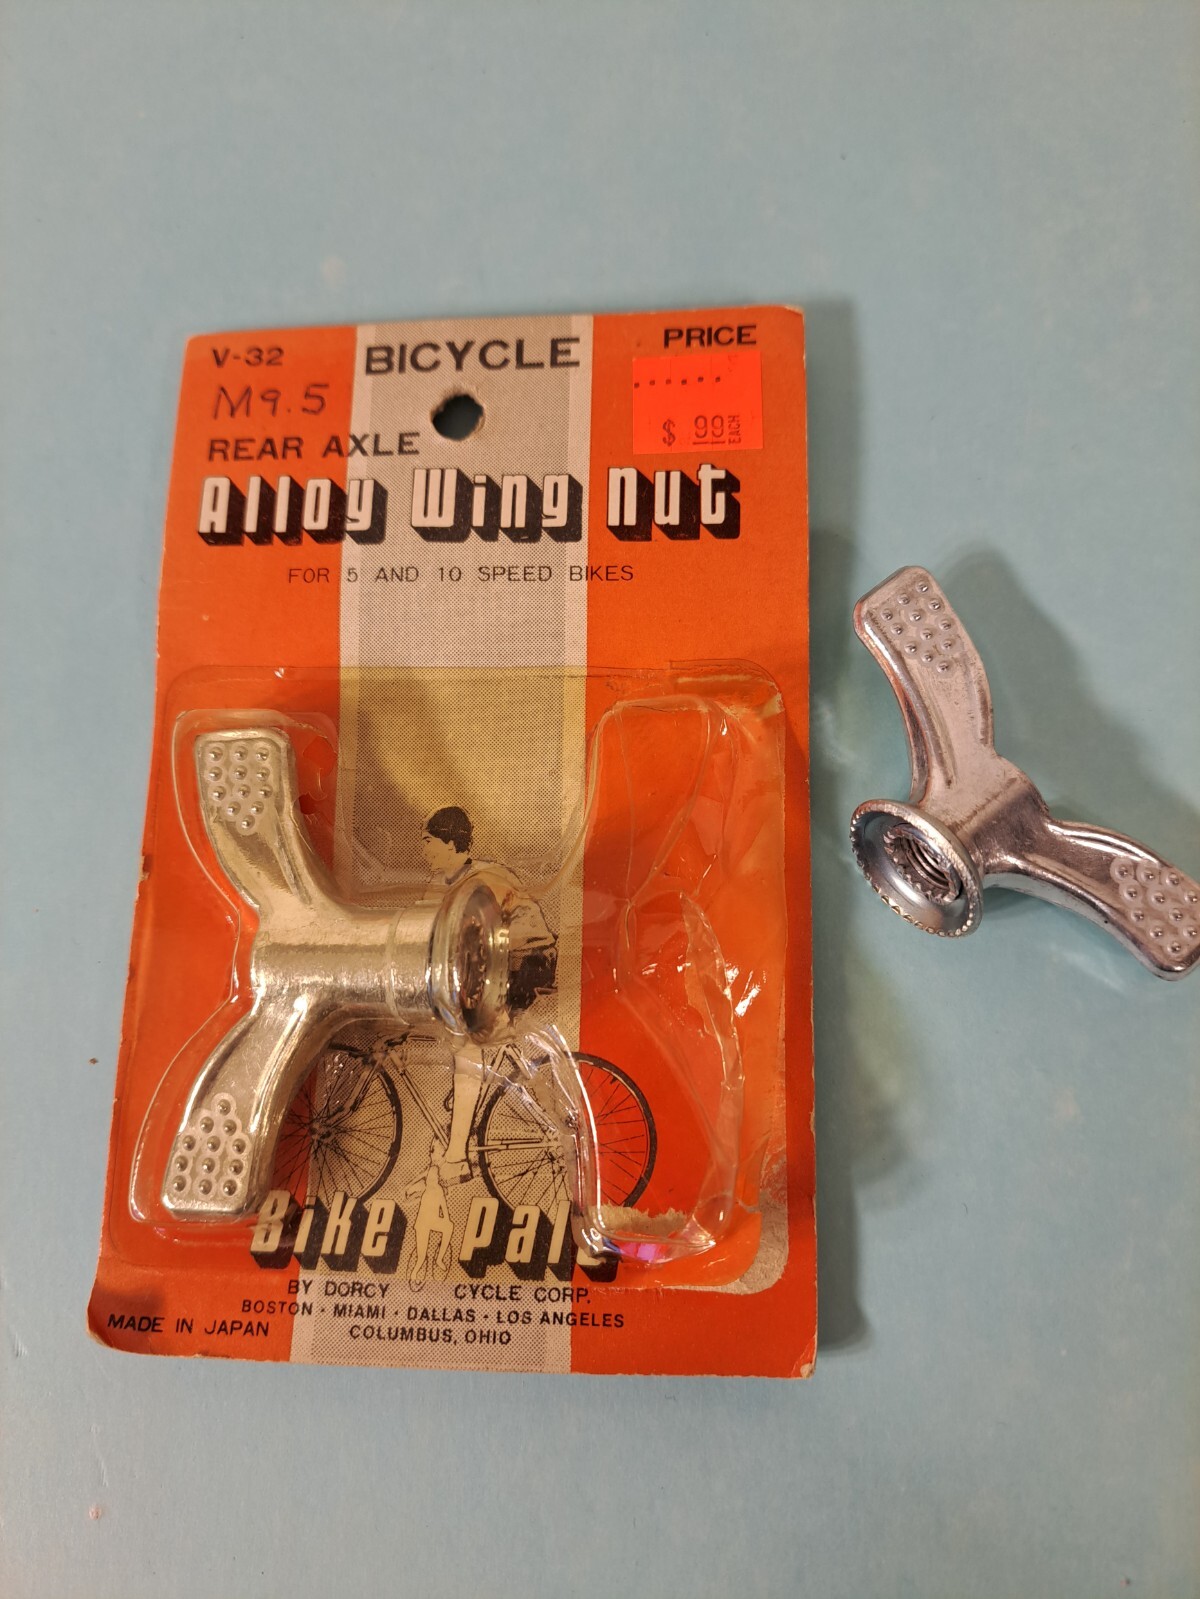 V-32
BICYCLE
PRICE
M9.5
$ .99 EACH
REAR AXLE
Alloy Wing Nut
FOR 5 AND 10 SPEED BIKES
Bike Pals
BY DORCY CYCLE CORP.
BOSTON · MIAMI · DALLAS · LOS ANGELES
MADE IN JAPAN
COLUMBUS, OHIO